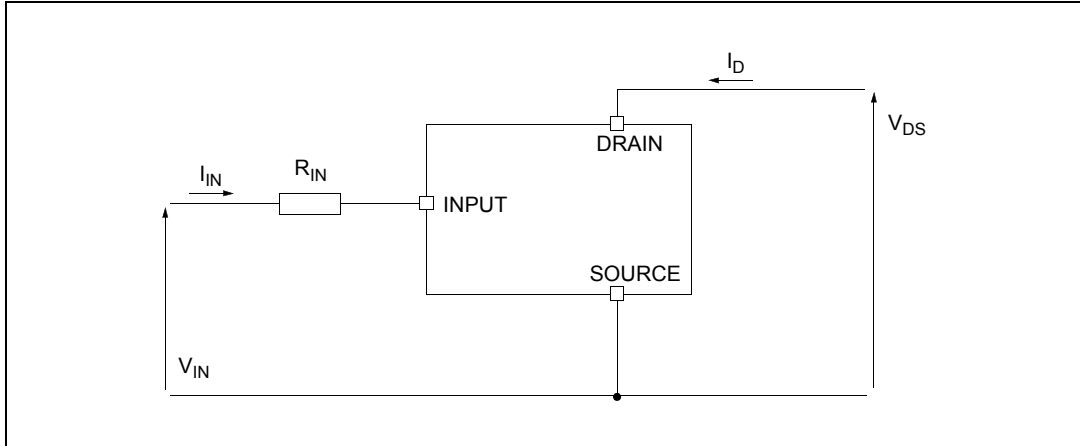 I_D
DRAIN
V_DS
I_IN
R_IN
INPUT
SOURCE
V_IN